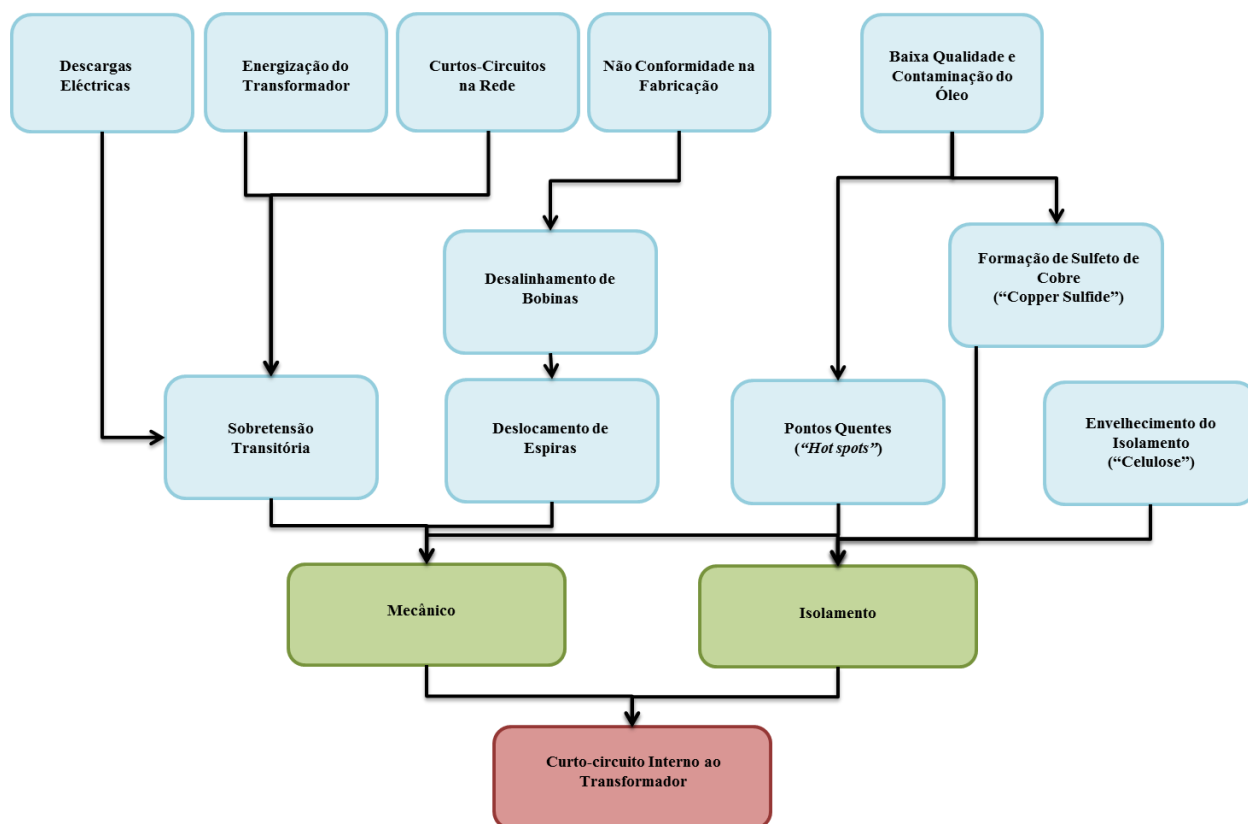 Descargas
Eléctricas
Energização do
Transformador
Curtos-Circuitos
na Rede
Não Conformidade na
Fabricação
Baixa Qualidade e
Contaminação do
Óleo
Desalinhamento de
Bobinas
Formação de Sulfeto de
Cobre
(“Copper Sulfide”)
Sobretensão
Transitória
Deslocamento de
Espiras
Pontos Quentes
(“Hot spots”)
Envelhecimento do
Isolamento
(“Celulose”)
Mecânico
Isolamento
Curto-circuito Interno ao
Transformador